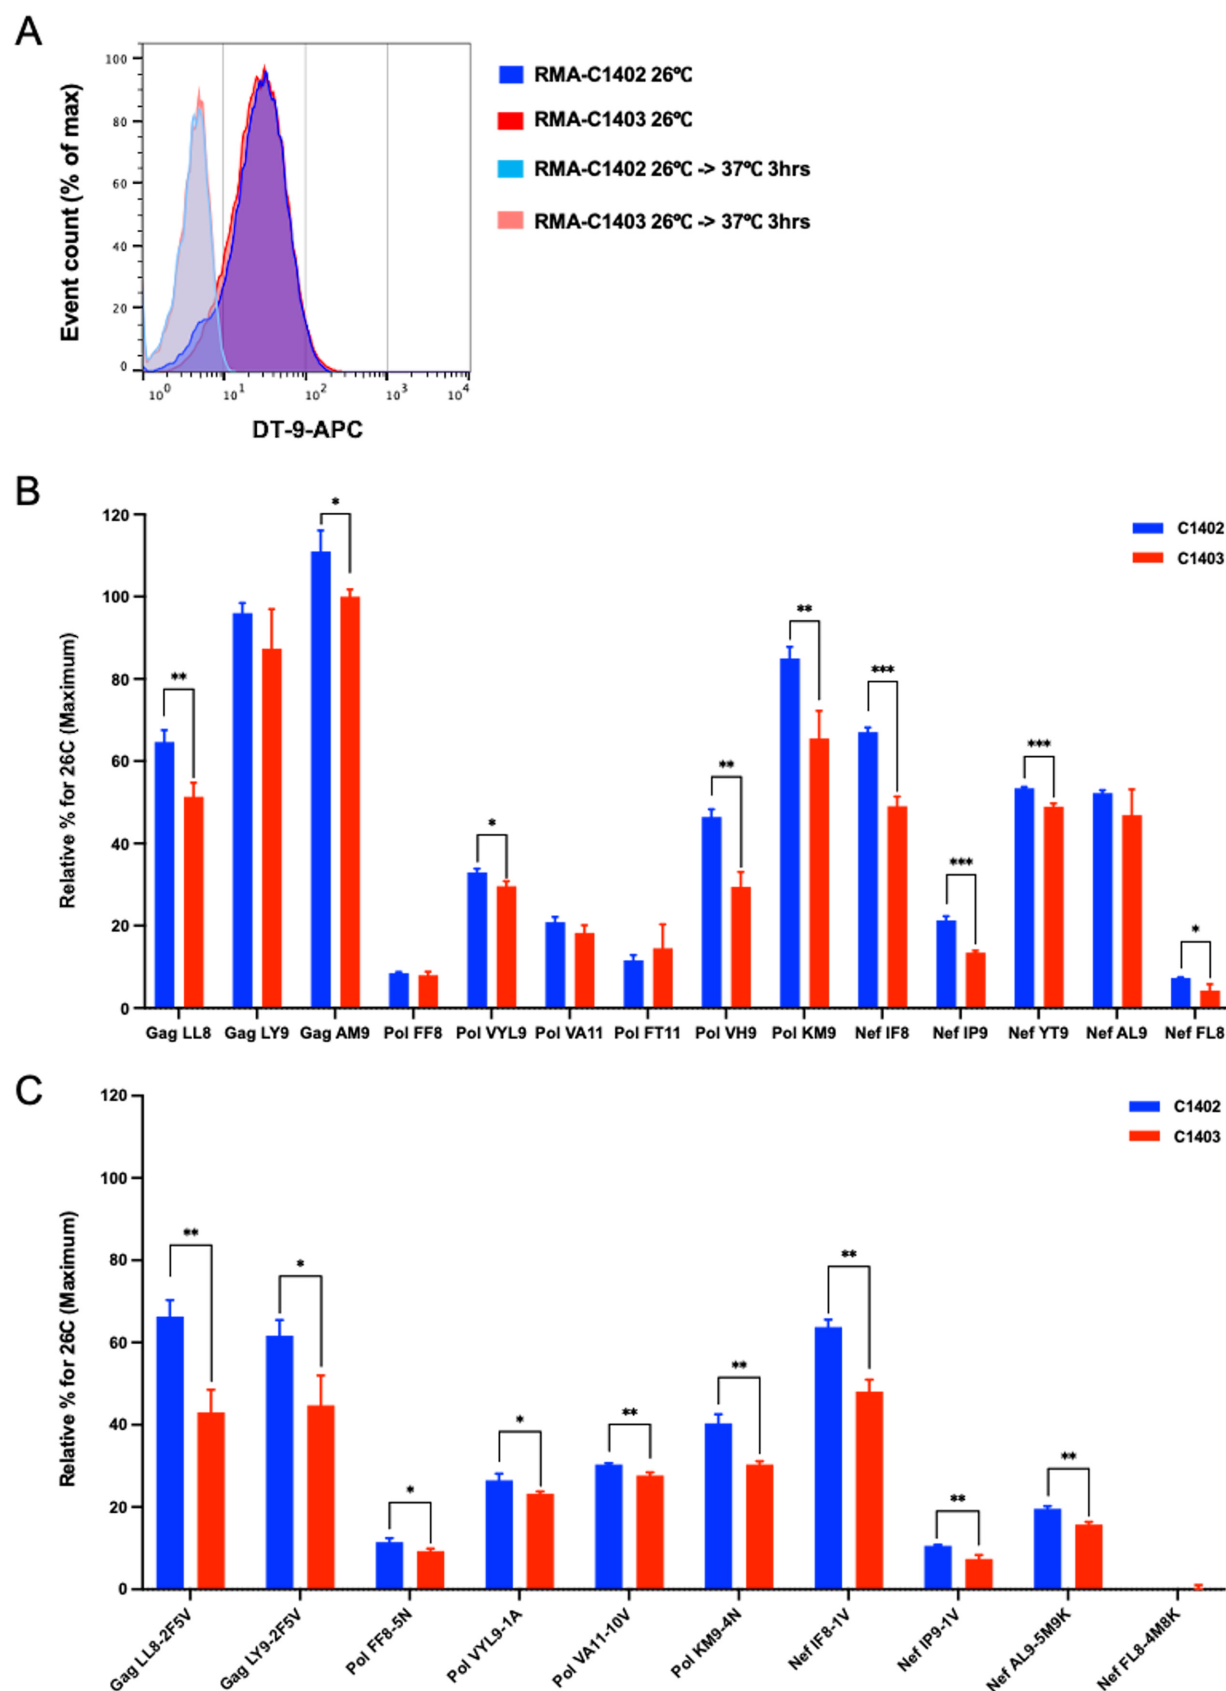 A
Event count (% of max)
100
80
60
40
20
0
10^0 10^1 10^2 10^3 10^4
DT-9-APC
RMA-C1402 26℃
RMA-C1403 26℃
RMA-C1402 26℃ -> 37℃ 3hrs
RMA-C1403 26℃ -> 37℃ 3hrs
B
Relative % for 26C (Maximum)
120
100
80
60
40
20
0
** * * ** ** *** *** *** *
C1402
C1403
Gag LL8 Gag LY9 Gag AM9 Pol FF8 Pol VYL9 Pol VA11 Pol FT11 Pol VH9 Pol KM9 Nef IF8 Nef IP9 Nef YT9 Nef AL9 Nef FL8
C
Relative % for 26C (Maximum)
120
100
80
60
40
20
0
** * * * ** ** ** ** **
C1402
C1403
Gag LL8-2F5V
Gag LY9-2F5V
Pol FF8-5N
Pol VYL9-1A
Pol VA11-10V
Pol KM9-4N
Nef IF8-1V
Nef IP9-1V
Nef AL9-5M9K
Nef FL8-4M8K